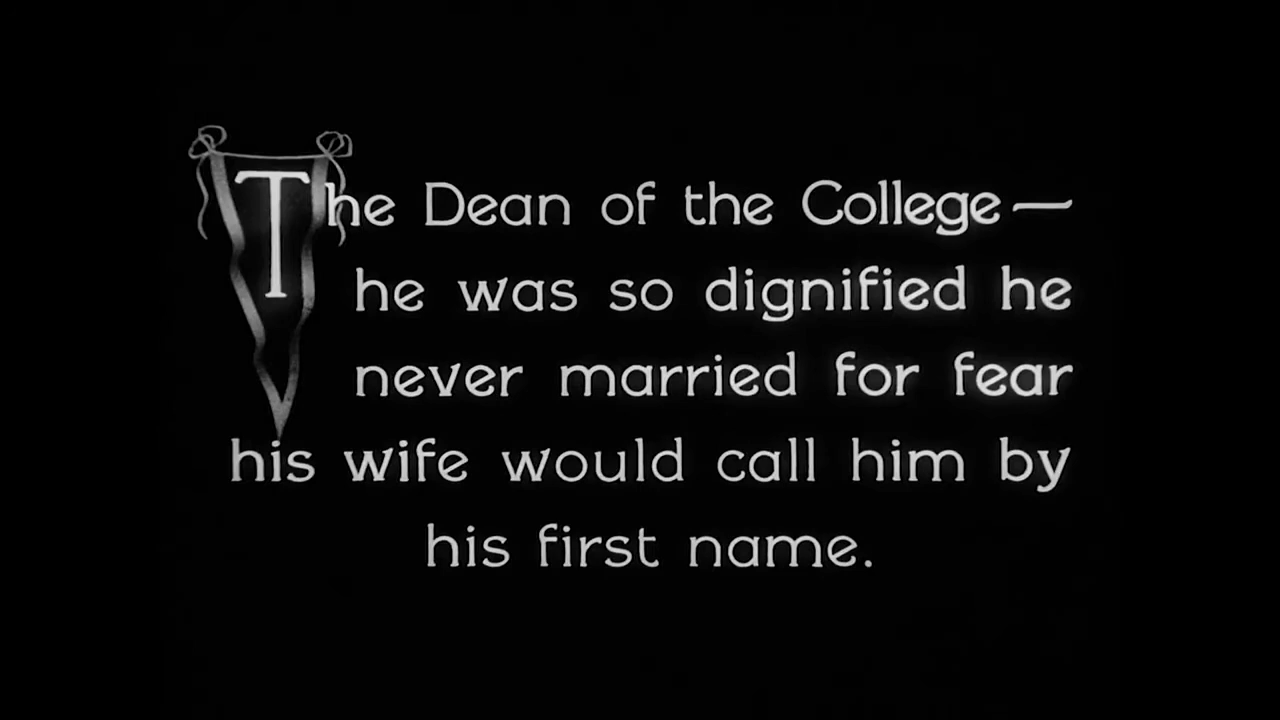 The Dean of the College—
he was so dignified he
never married for fear
his wife would call him by
his first name.